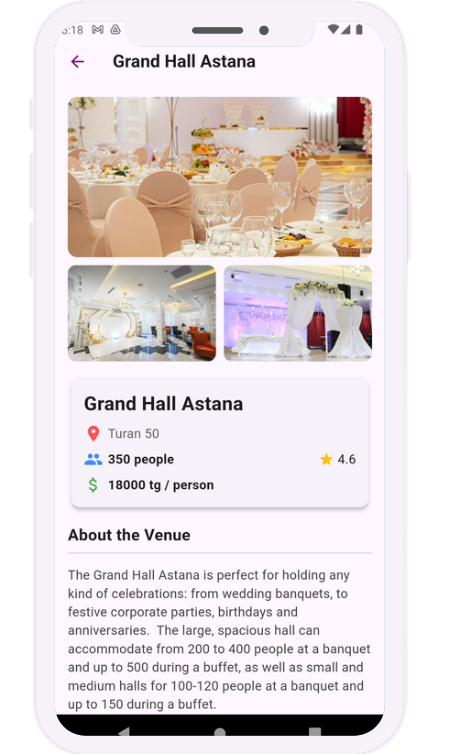 5:18
Grand Hall Astana
Grand Hall Astana
Turan 50
350 people
4.6
18000 tg / person
About the Venue
The Grand Hall Astana is perfect for holding any
kind of celebrations: from wedding banquets, to
festive corporate parties, birthdays and
anniversaries.  The large, spacious hall can
accommodate from 200 to 400 people at a banquet
and up to 500 during a buffet, as well as small and
medium halls for 100-120 people at a banquet and
up to 150 during a buffet.